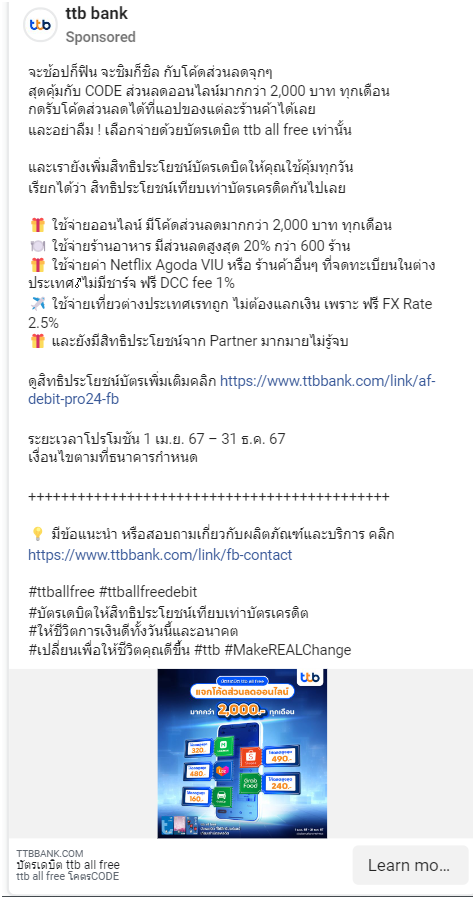 ttb bank
ttb
Sponsored
จะช้อปก็ฟิน จะชิมก็ชิล กับโค้ดส่วนลดจุกๆ
สุดคุ้มกับ CODE ส่วนลดออนไลน์มากกว่า 2,000 บาท ทุกเดือน
กดรับโค้ดส่วนลดได้ที่แอปของแต่ละร้านค้าได้เลย
และอย่าลืม ! เลือกจ่ายด้วยบัตรเดบิต ttb all free เท่านั้น
และเรายังเพิ่มสิทธิประโยชน์บัตรเดบิตให้คุณใช้คุ้มทุกวัน
เรียกได้ว่า สิทธิประโยชน์เทียบเท่าบัตรเครดิตกันไปเลย
🎁 ใช้จ่ายออนไลน์ มีโค้ดส่วนลดมากกว่า 2,000 บาท ทุกเดือน
🍽️ ใช้จ่ายร้านอาหาร มีส่วนลดสูงสุด 20% กว่า 600 ร้าน
🎁 ใช้จ่ายค่า Netflix Agoda VIU หรือ ร้านค้าอื่นๆ ที่จดทะเบียนในต่าง
ประเทศ ไม่มีชาร์จ ฟรี DCC fee 1%
✈️ ใช้จ่ายเที่ยวต่างประเทศเรทถูก ไม่ต้องแลกเงิน เพราะ ฟรี FX Rate
2.5%
🎁 และยังมีสิทธิประโยชน์จาก Partner มากมายไม่รู้จบ
ดูสิทธิประโยชน์บัตรเพิ่มเติมคลิก https://www.ttbbank.com/link/af-
debit-pro24-fb
ระยะเวลาโปรโมชัน 1 เม.ย. 67 – 31 ธ.ค. 67
เงื่อนไขตามที่ธนาคารกำหนด
++++++++++++++++++++++++++++++++++++++++++++
💡 มีข้อแนะนำ หรือสอบถามเกี่ยวกับผลิตภัณฑ์และบริการ คลิก
https://www.ttbbank.com/link/fb-contact
#ttballfree #ttballfreedebit
#บัตรเดบิตให้สิทธิประโยชน์เทียบเท่าบัตรเครดิต
#ให้ชีวิตการเงินดีทั้งวันนี้และอนาคต
#เปลี่ยนเพื่อให้ชีวิตคุณดีขึ้น #ttb #MakeREALChange
ttb
บัตรเดบิต ttb all free
แจกโค้ดส่วนลดออนไลน์
มากกว่า 2,000.- ทุกเดือน
320.-
490.-
480.-
Grab
Food
240.-
160.-
TTBBANK.COM
บัตรเดบิต ttb all free
ttb all free โคตรCODE
Learn mo...